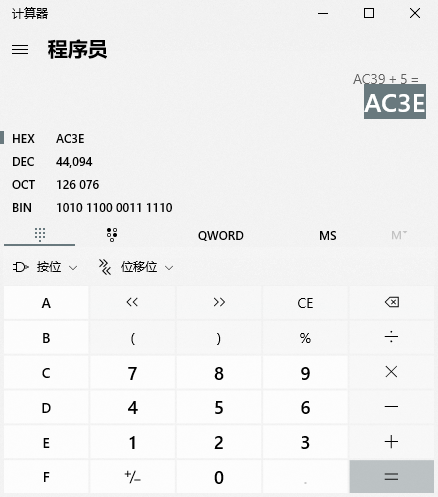 计算器
程序员
AC39 + 5 =
AC3E
HEX AC3E
DEC 44,094
OCT 126 076
BIN 1010 1100 0011 1110
QWORD MS M˅
按位 位移位
A << >> CE
B ( ) % ÷
C 7 8 9 ×
D 4 5 6 −
E 1 2 3 +
F +/− 0 . =